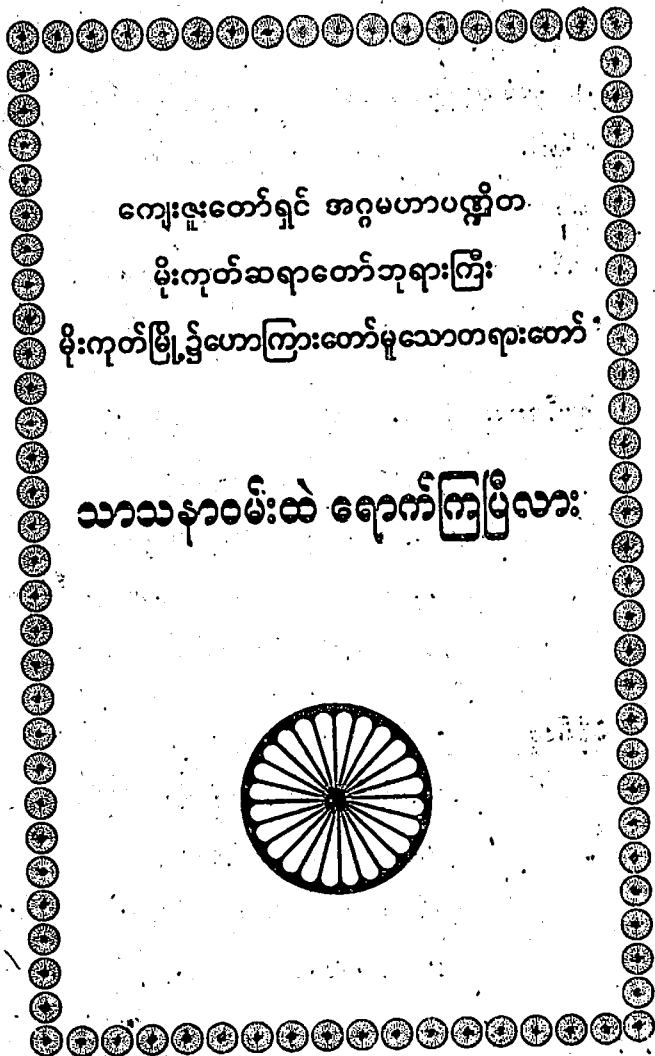 ကျေးဇူးတော်ရှင် အဂ္ဂမဟာပဏ္ဍိတ
မိုးကုတ်ဆရာတော်ဘုရားကြီး
မိုးကုတ်မြို့၌ဟောကြားတော်မူသောတရားတော်
သာသနာဝမ်းထဲ ရောက်ကြပြီလား